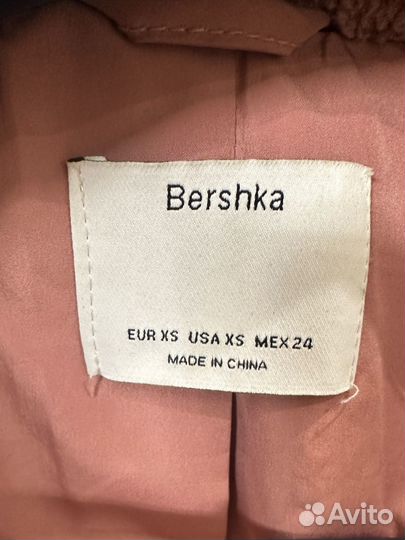 Bershka
EUR XS USA XS MEX 24
MADE IN CHINA
Avito